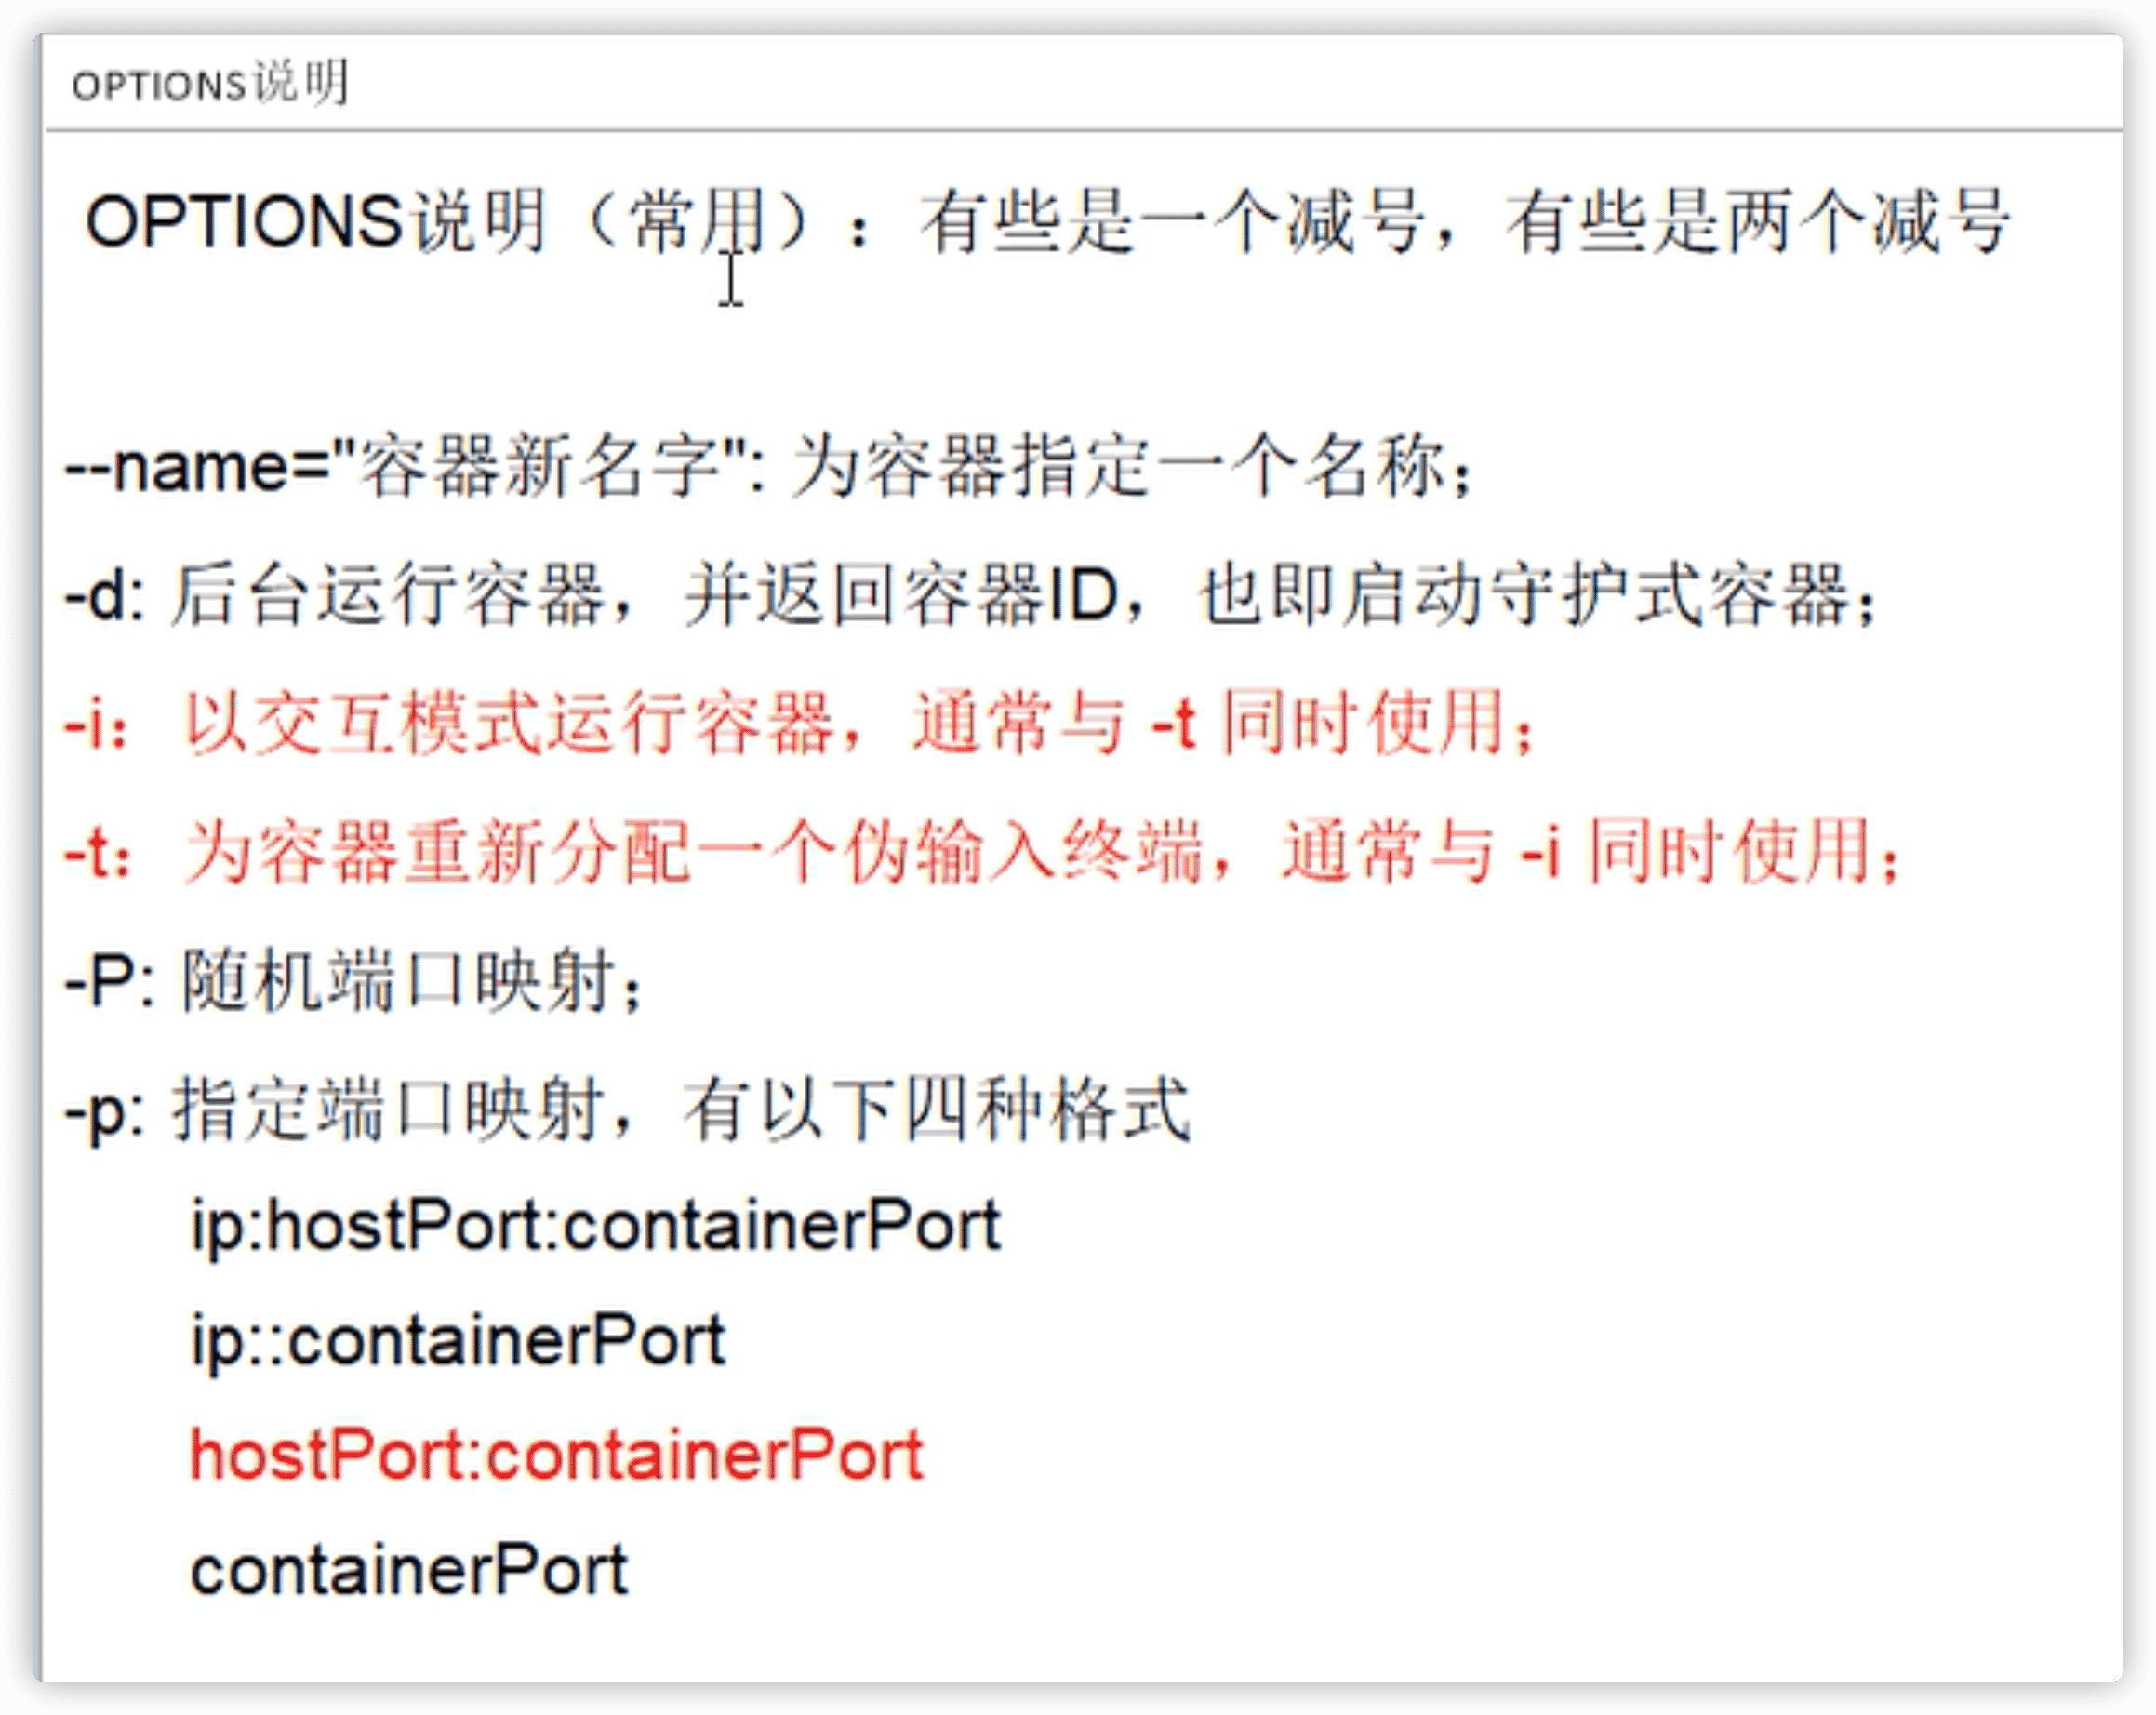 OPTIONS说明
OPTIONS说明（常用）：有些是一个减号，有些是两个减号
--name="容器新名字": 为容器指定一个名称；
-d: 后台运行容器，并返回容器ID，也即启动守护式容器；
-i：以交互模式运行容器，通常与 -t 同时使用；
-t：为容器重新分配一个伪输入终端，通常与 -i 同时使用；
-P: 随机端口映射；
-p: 指定端口映射，有以下四种格式
ip:hostPort:containerPort
ip::containerPort
hostPort:containerPort
containerPort